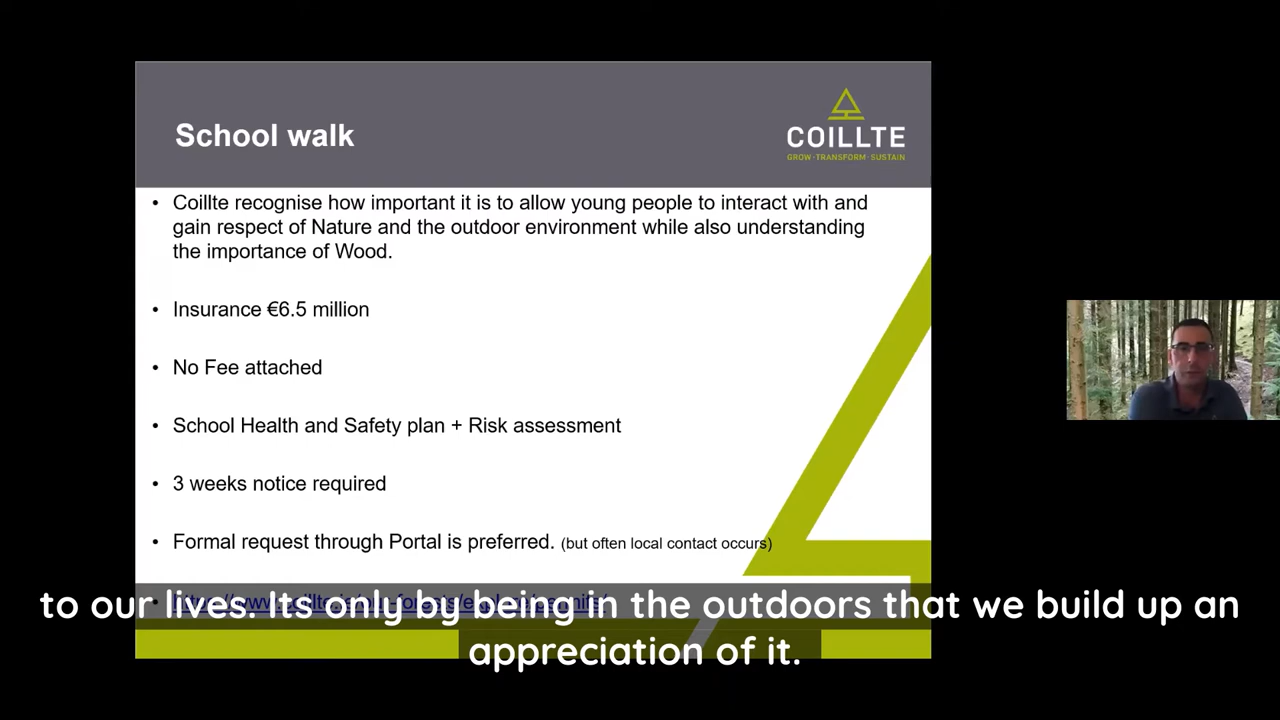 School walk
COILLTE
GROW·TRANSFORM·SUSTAIN
• Coillte recognise how important it is to allow young people to interact with and
gain respect of Nature and the outdoor environment while also understanding
the importance of Wood.
• Insurance €6.5 million
• No Fee attached
• School Health and Safety plan + Risk assessment
• 3 weeks notice required
• Formal request through Portal is preferred. (but often local contact occurs)
to our lives. Its only by being in the outdoors that we build up an
appreciation of it.